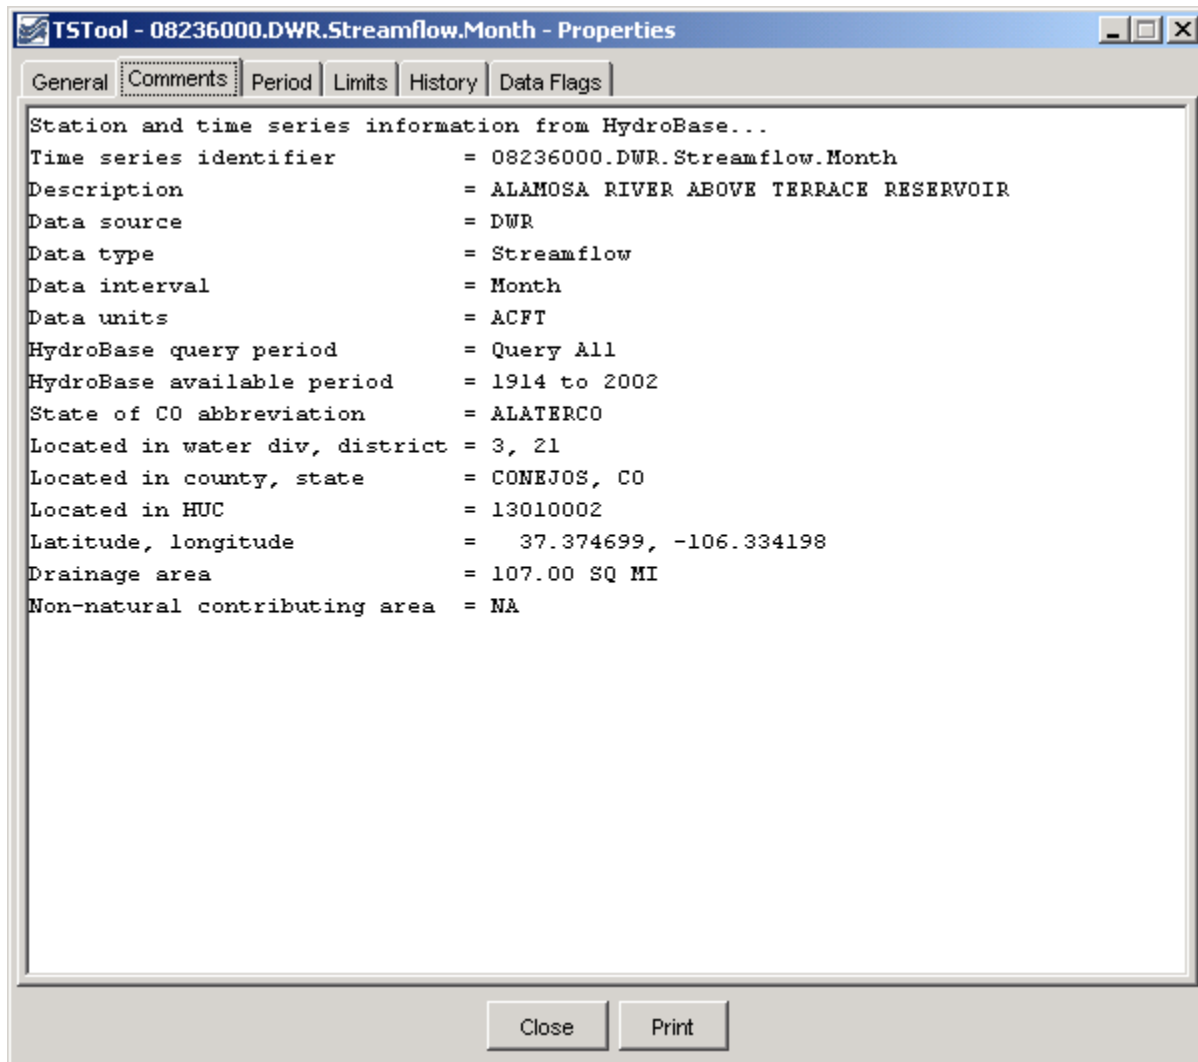 TSTool - 08236000.DWR.Streamflow.Month - Properties
General Comments Period Limits History Data Flags
Station and time series information from HydroBase...
Time series identifier = 08236000.DWR.Streamflow.Month
Description = ALAMOSA RIVER ABOVE TERRACE RESERVOIR
Data source = DWR
Data type = Streamflow
Data interval = Month
Data units = ACFT
HydroBase query period = Query All
HydroBase available period = 1914 to 2002
State of CO abbreviation = ALATERCO
Located in water div, district = 3, 21
Located in county, state = CONEJOS, CO
Located in HUC = 13010002
Latitude, longitude = 37.374699, -106.334198
Drainage area = 107.00 SQ MI
Non-natural contributing area = NA
Close Print